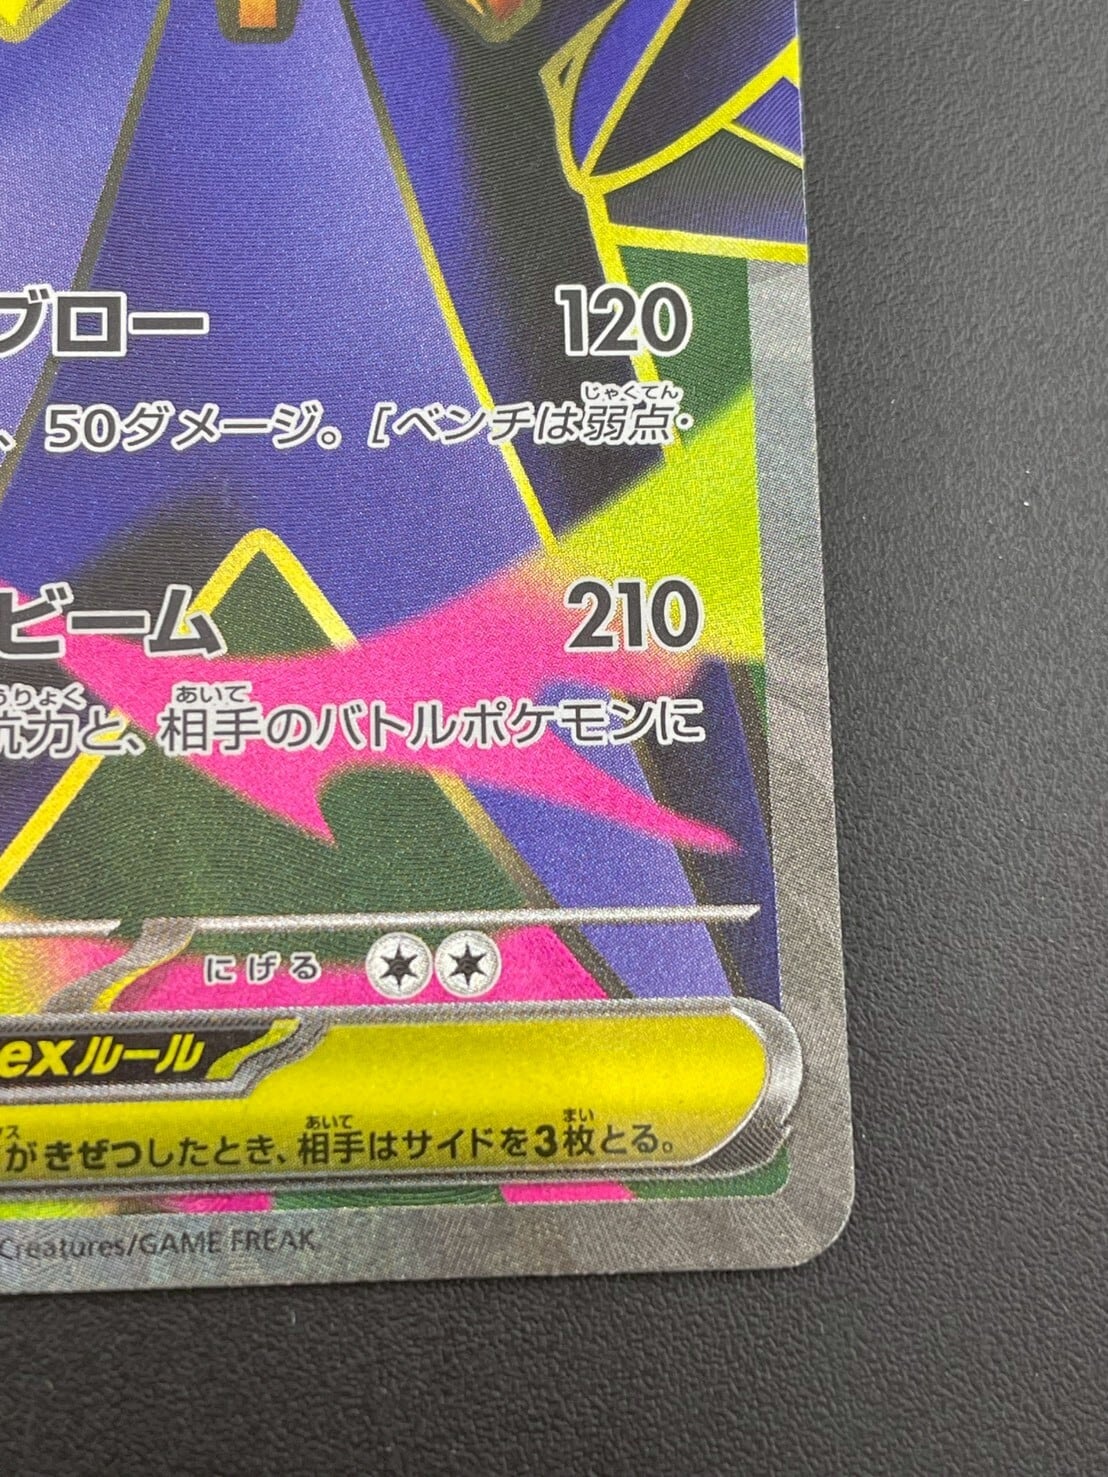 ブロー 120
、50ダメージ。[ベンチは弱点・
じゃくてん
ビーム 210
りょく あいて
抗力と、相手のバトルポケモンに
にげる
exルール
あいて まい
がきぜつしたとき、相手はサイドを3枚とる。
Creatures/GAME FREAK